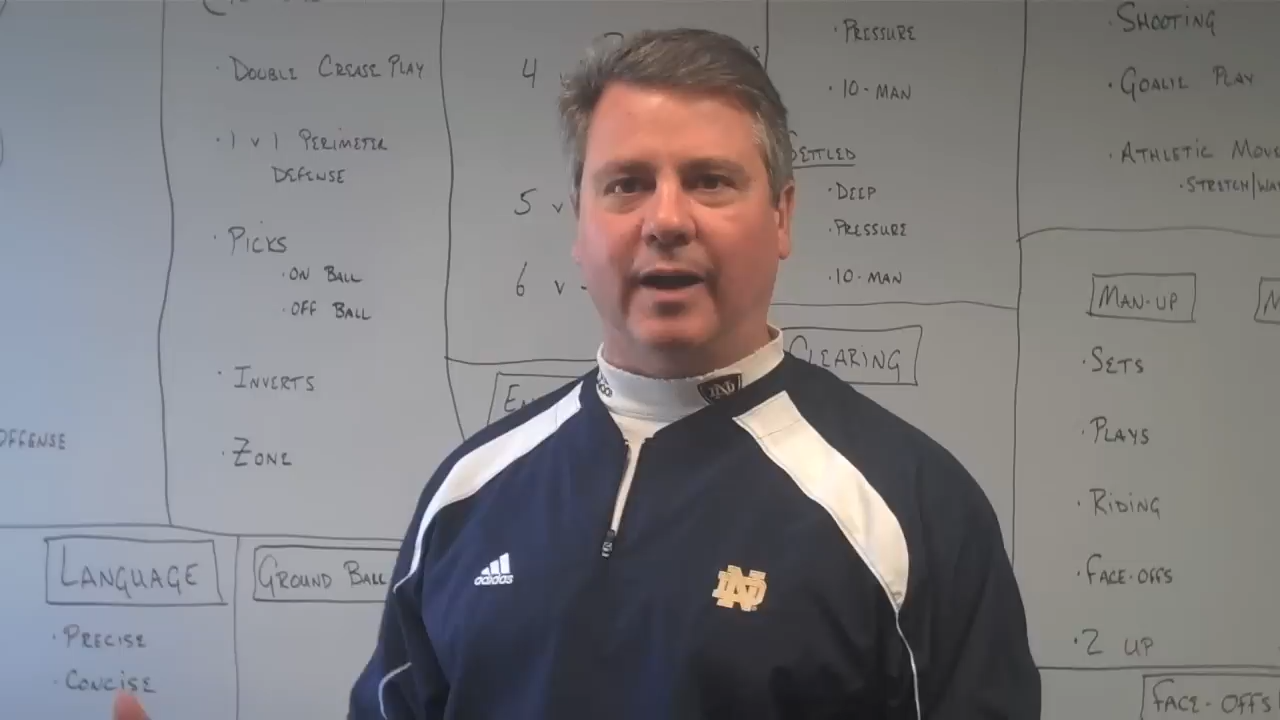 · DOUBLE CREASE PLAY
· 1 v 1 PERIMETER
DEFENSE
· PICKS
· ON BALL
· OFF BALL
· INVERTS
· ZONE
OFFENSE
LANGUAGE
· PRECISE
· CONCISE
GROUND BALL
4
5 v
6 v
· PRESSURE
· 10-MAN
SETTLED
· DEEP
· PRESSURE
· 10-MAN
CLEARING
adidas
ND
· SHOOTING
· GOALIE PLAY
· ATHLETIC MOVE
· STRETCH/WA
MAN-UP
· SETS
· PLAYS
· RIDING
· FACE-OFFS
· 2 UP
FACE-OFFS